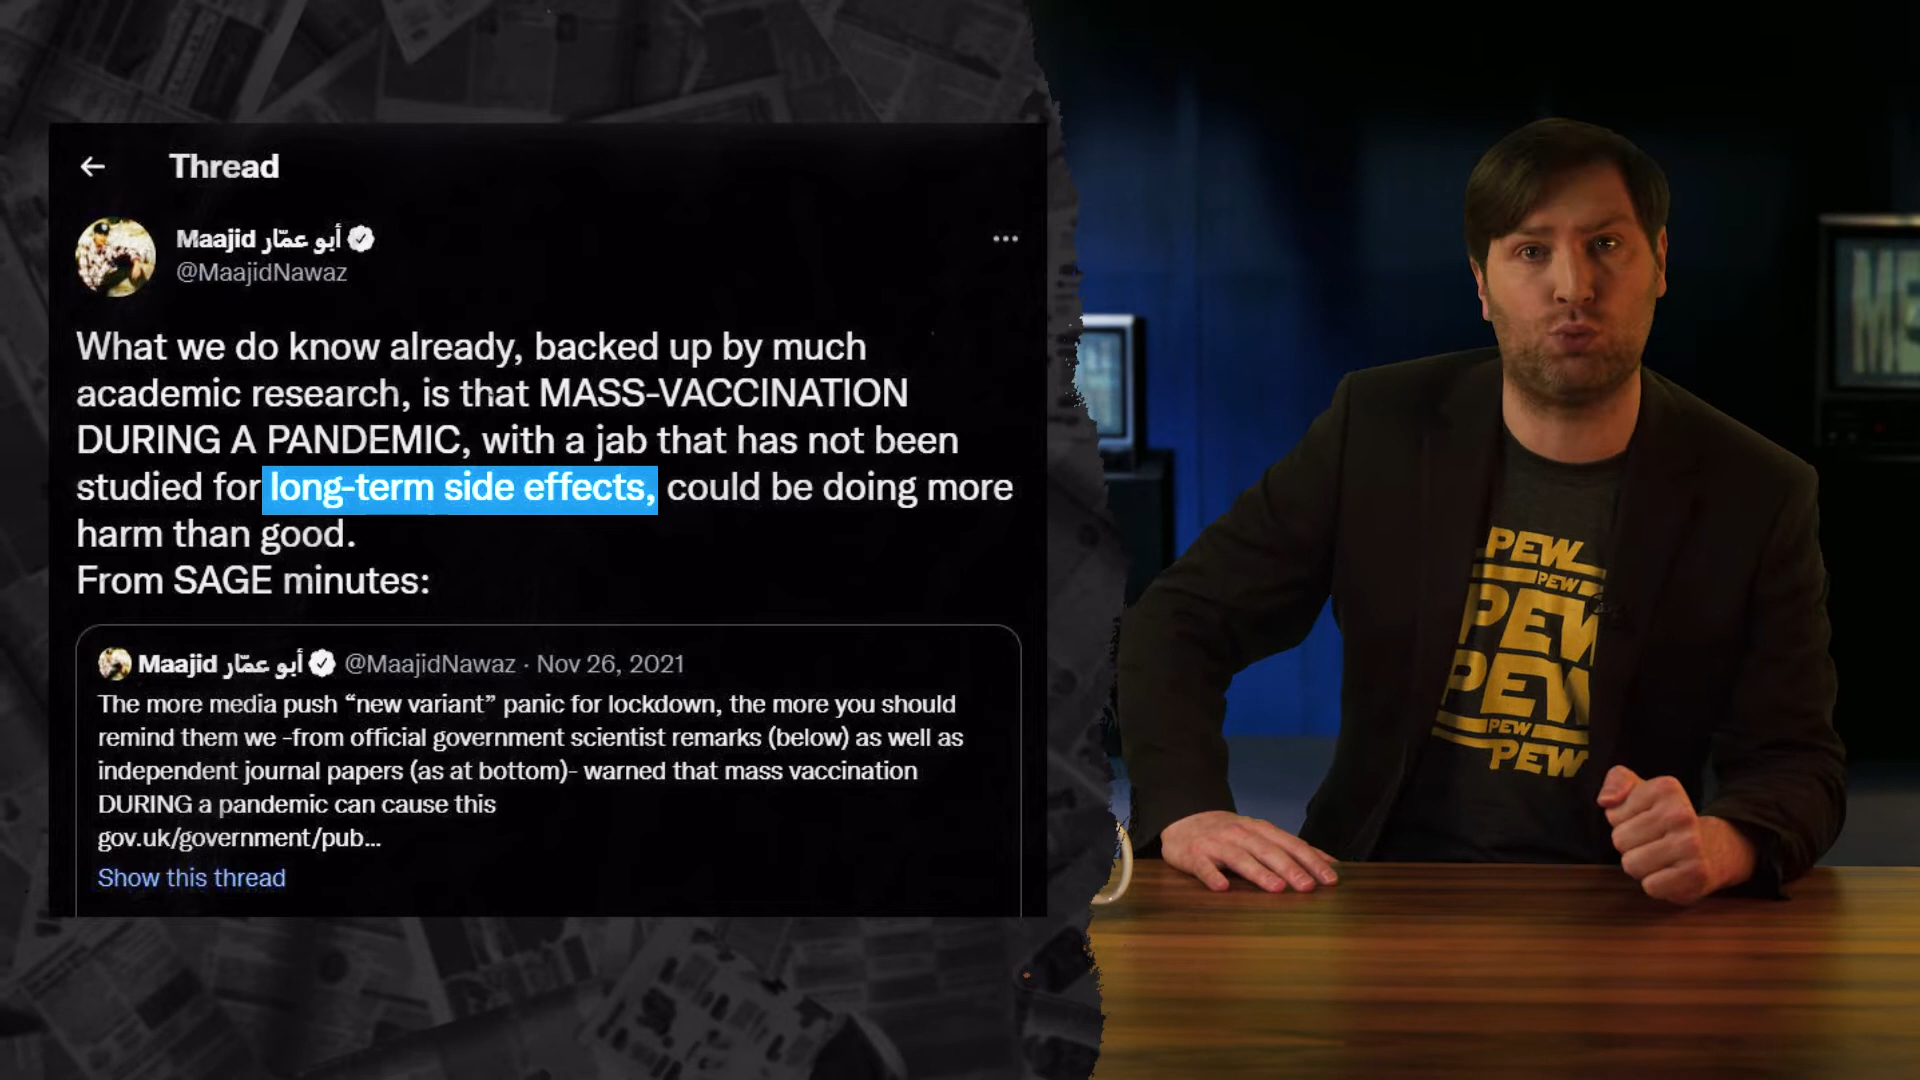 Thread
Maajid أبو عمّار
@MaajidNawaz
What we do know already, backed up by much
academic research, is that MASS-VACCINATION
DURING A PANDEMIC, with a jab that has not been
studied for long-term side effects, could be doing more
harm than good.
From SAGE minutes:
Maajid أبو عمّار @MaajidNawaz · Nov 26, 2021
The more media push “new variant” panic for lockdown, the more you should
remind them we -from official government scientist remarks (below) as well as
independent journal papers (as at bottom)- warned that mass vaccination
DURING a pandemic can cause this
gov.uk/government/pub...
Show this thread
PEW
PEW
PEW
PEW
PEW
PEW